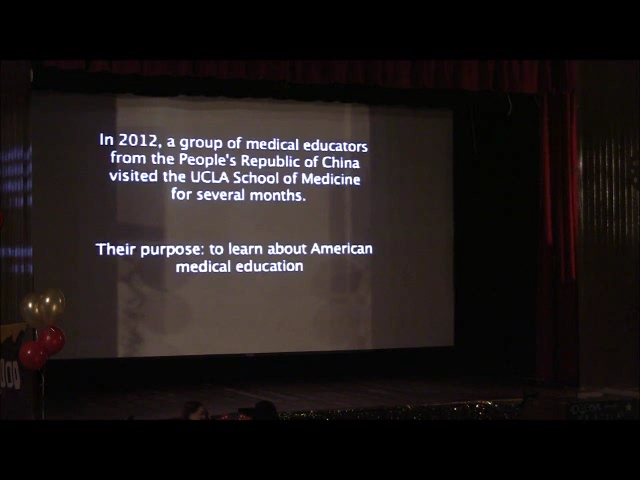 In 2012, a group of medical educators
from the People's Republic of China
visited the UCLA School of Medicine
for several months.
Their purpose: to learn about American
medical education